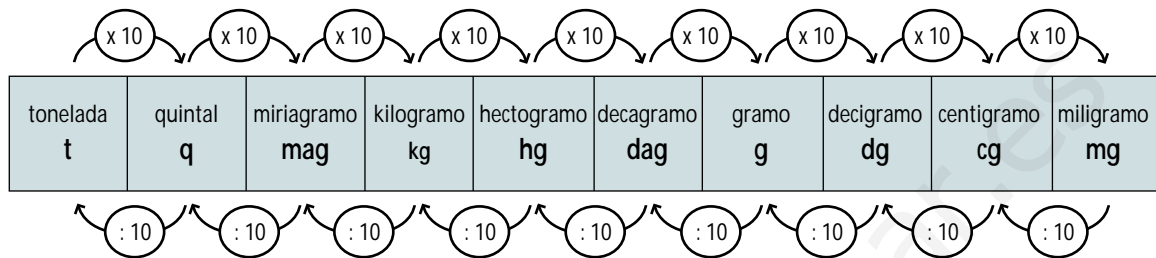 x 10 x 10 x 10 x 10 x 10 x 10 x 10 x 10 x 10
tonelada quintal miriagramo kilogramo hectogramo decagramo gramo decigramo centigramo miligramo
t q mag kg hg dag g dg cg mg
: 10 : 10 : 10 : 10 : 10 : 10 : 10 : 10 : 10